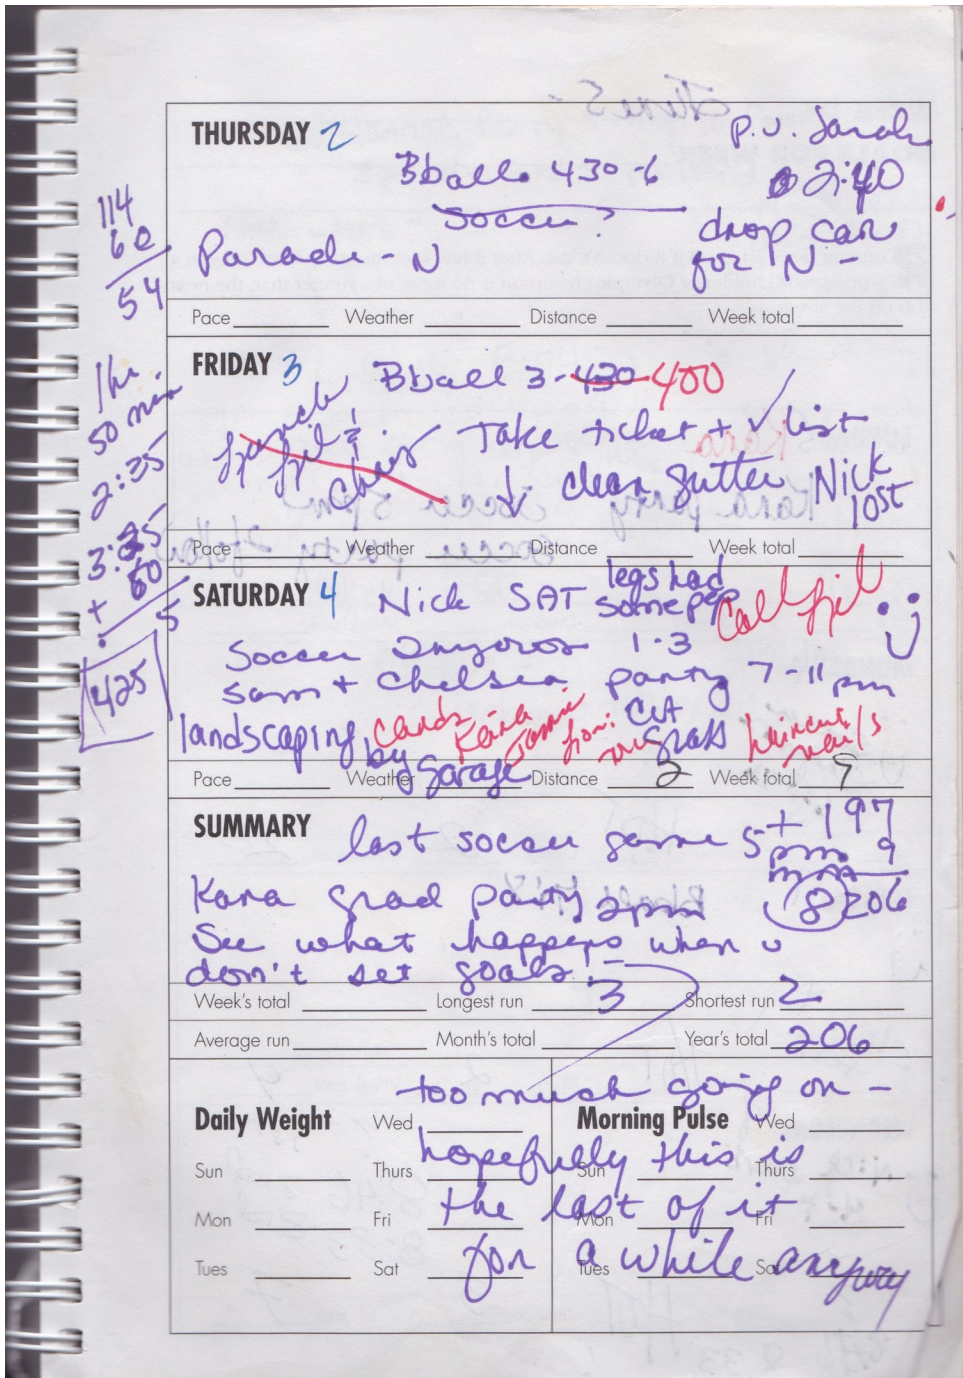 THURSDAY 2
P.U. Sarah
Bball 430-6
2:40
soccer?
drop car
Parade - N
for N -
114
60
54
Pace Weather Distance Week total
FRIDAY 3
Bball 3-430 400
1 hr.
50 min
2:35
Take ticket + ✓ list
↓ clean gutter Nick
lost
Pace Weather Distance Week total
3:35
+ 50
5
425
SATURDAY 4
Nick SAT
legs had
some pep
Call
soccer 1-3
Sam + Chelsea party 7-11 pm
landscaping
by garage
cards
Kara
Jamie
from:
cut
grass
haircut
nails
Pace Weather Distance 2 Week total 9
SUMMARY
last soccer game 5
pm
+ 197
9
206
Kara grad party 2pm
8
See what happens when u
don't set goals! -
Week's total Longest run 3 Shortest run 2
Average run Month's total Year's total 206
too much going on -
hopefully this is
the last of it
for a while anyway
Daily Weight Wed
Sun Thurs
Mon Fri
Tues Sat
Morning Pulse Wed
Sun Thurs
Mon Fri
Tues Sat